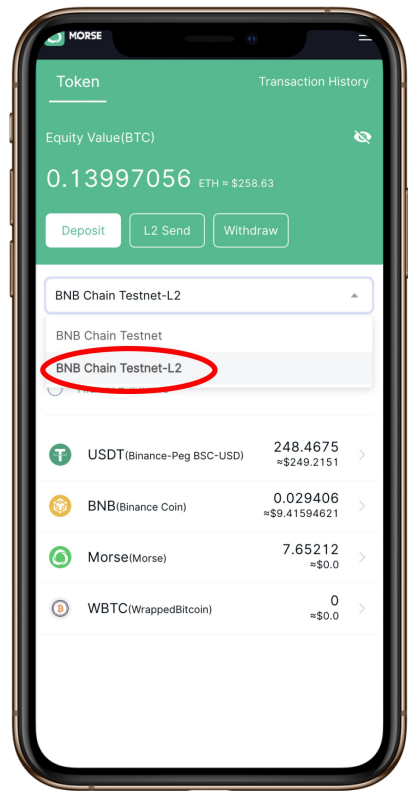 MORSE
Token Transaction History
Equity Value(BTC)
0.13997056 ETH ≈ $258.63
Deposit L2 Send Withdraw
BNB Chain Testnet-L2
BNB Chain Testnet
BNB Chain Testnet-L2
USDT(Binance-Peg BSC-USD) 248.4675
≈$249.2151
BNB(Binance Coin) 0.029406
≈$9.41594621
Morse(Morse) 7.65212
≈$0.0
WBTC(WrappedBitcoin) 0
≈$0.0